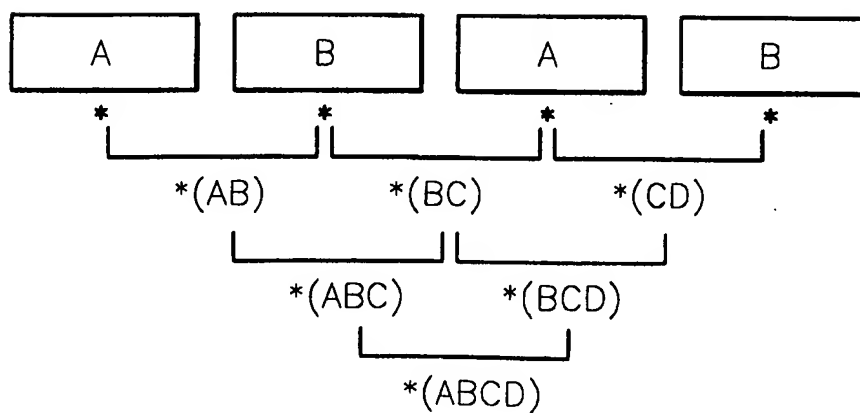 A B A B
* * * *
*(AB) *(BC) *(CD)
*(ABC) *(BCD)
*(ABCD)